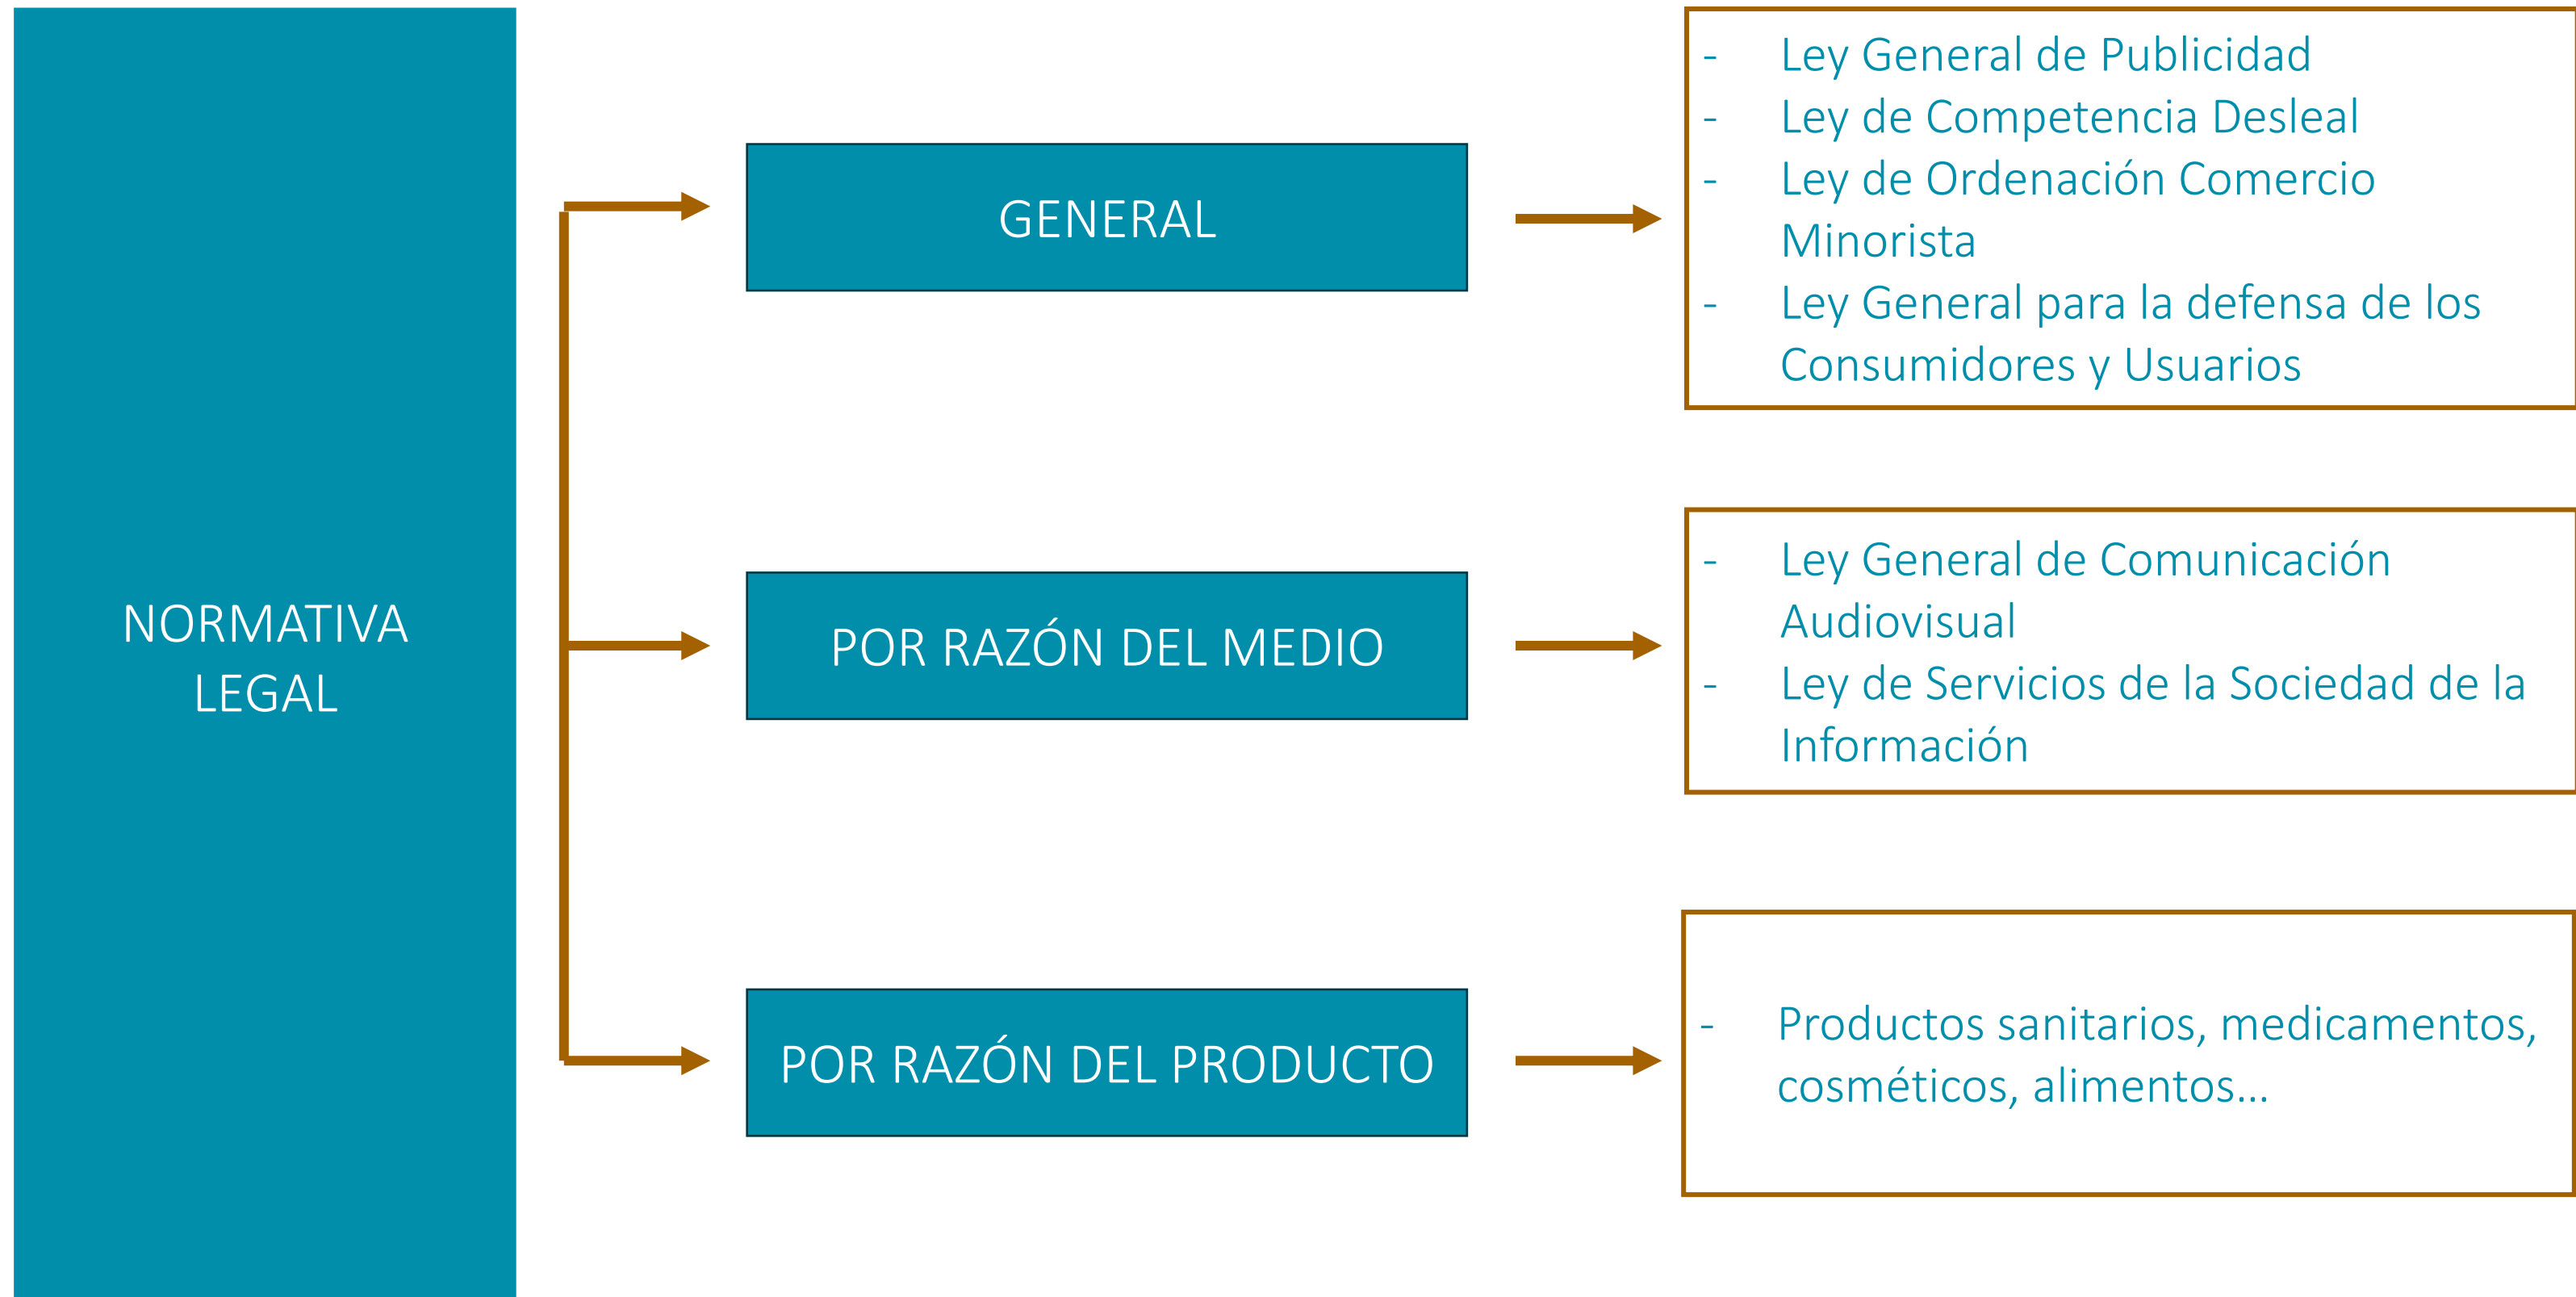 NORMATIVA
LEGAL
GENERAL
- Ley General de Publicidad
- Ley de Competencia Desleal
- Ley de Ordenación Comercio
Minorista
- Ley General para la defensa de los
Consumidores y Usuarios
POR RAZÓN DEL MEDIO
- Ley General de Comunicación
Audiovisual
- Ley de Servicios de la Sociedad de la
Información
POR RAZÓN DEL PRODUCTO
- Productos sanitarios, medicamentos,
cosméticos, alimentos...